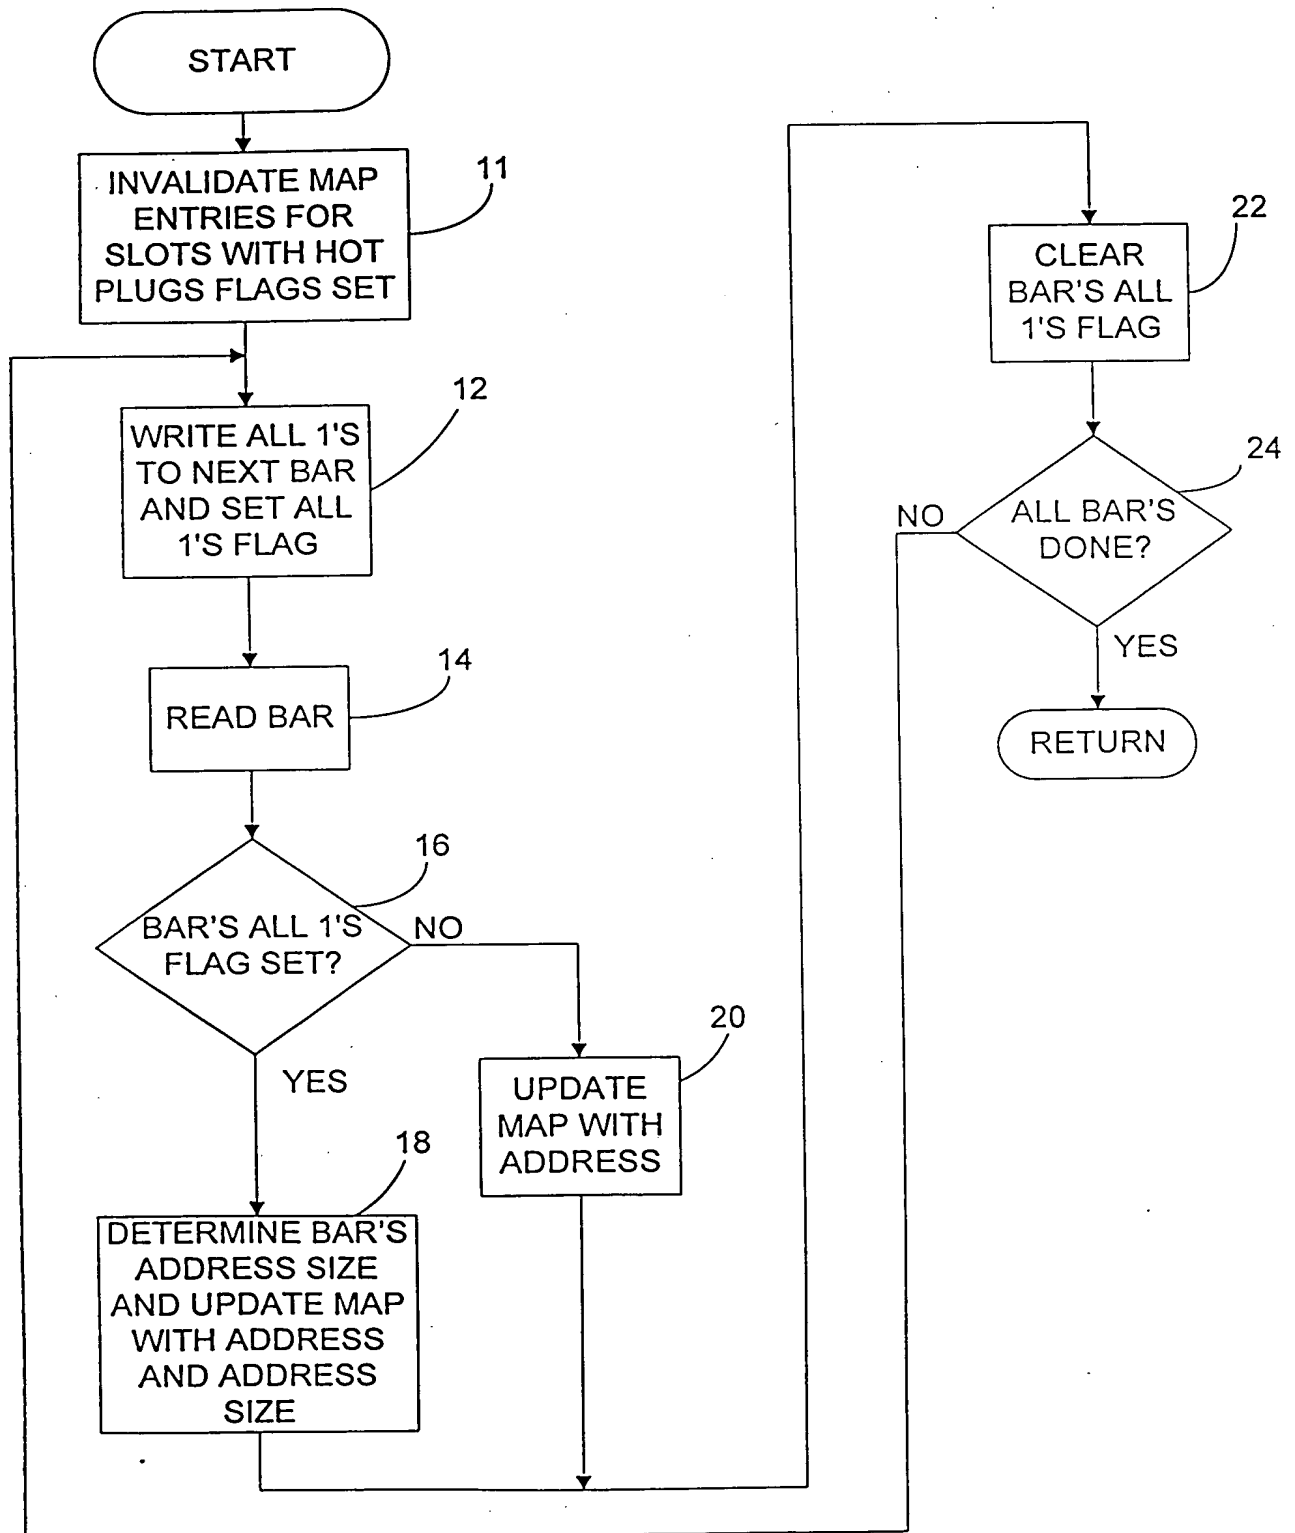 START
INVALIDATE MAP
ENTRIES FOR
SLOTS WITH HOT
PLUGS FLAGS SET
11
WRITE ALL 1'S
TO NEXT BAR
AND SET ALL
1'S FLAG
12
READ BAR
14
BAR'S ALL 1'S
FLAG SET?
16
NO
YES
UPDATE
MAP WITH
ADDRESS
20
DETERMINE BAR'S
ADDRESS SIZE
AND UPDATE MAP
WITH ADDRESS
AND ADDRESS
SIZE
18
CLEAR
BAR'S ALL
1'S FLAG
22
ALL BAR'S
DONE?
24
NO
YES
RETURN